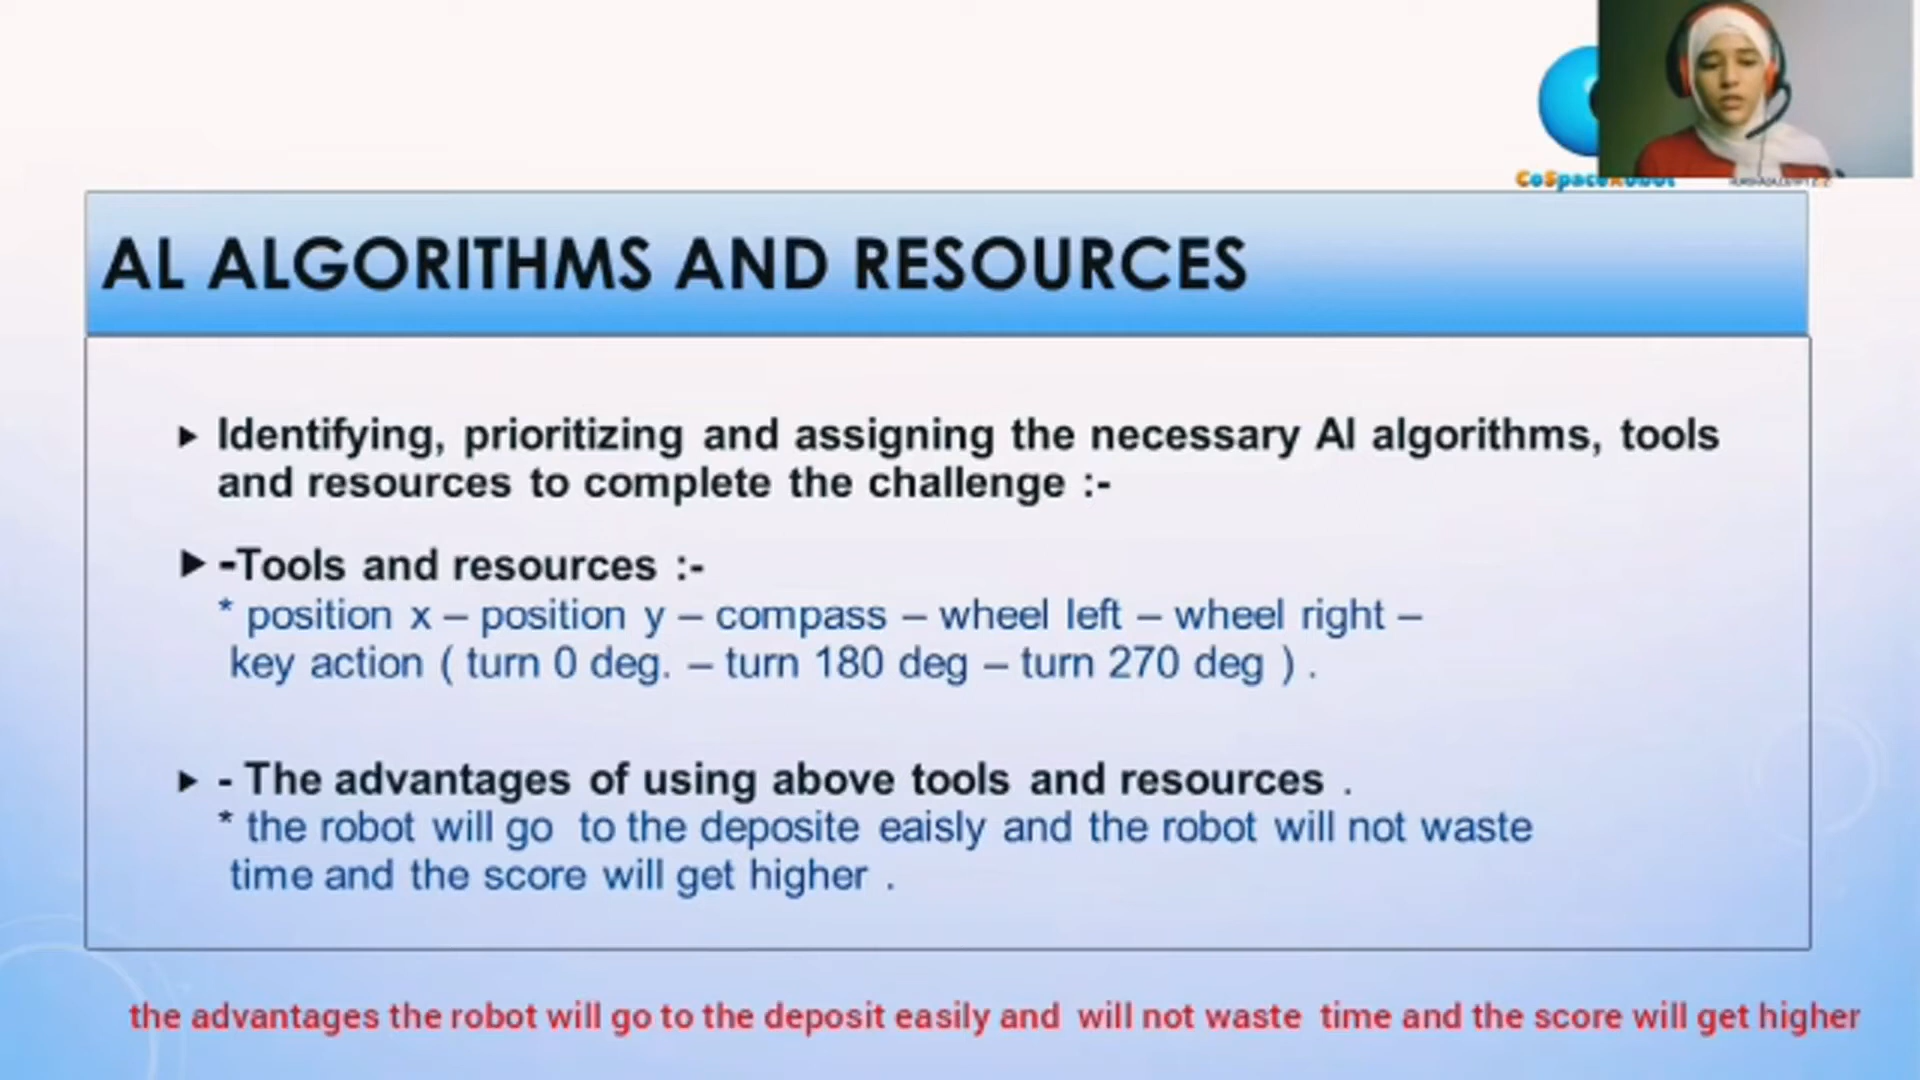 CoSpaceRobot
AL ALGORITHMS AND RESOURCES
Identifying, prioritizing and assigning the necessary AI algorithms, tools
and resources to complete the challenge :-
-Tools and resources :-
* position x – position y – compass – wheel left – wheel right –
key action ( turn 0 deg. – turn 180 deg – turn 270 deg ) .
- The advantages of using above tools and resources .
* the robot will go to the deposite eaisly and the robot will not waste
time and the score will get higher .
the advantages the robot will go to the deposit easily and will not waste time and the score will get higher